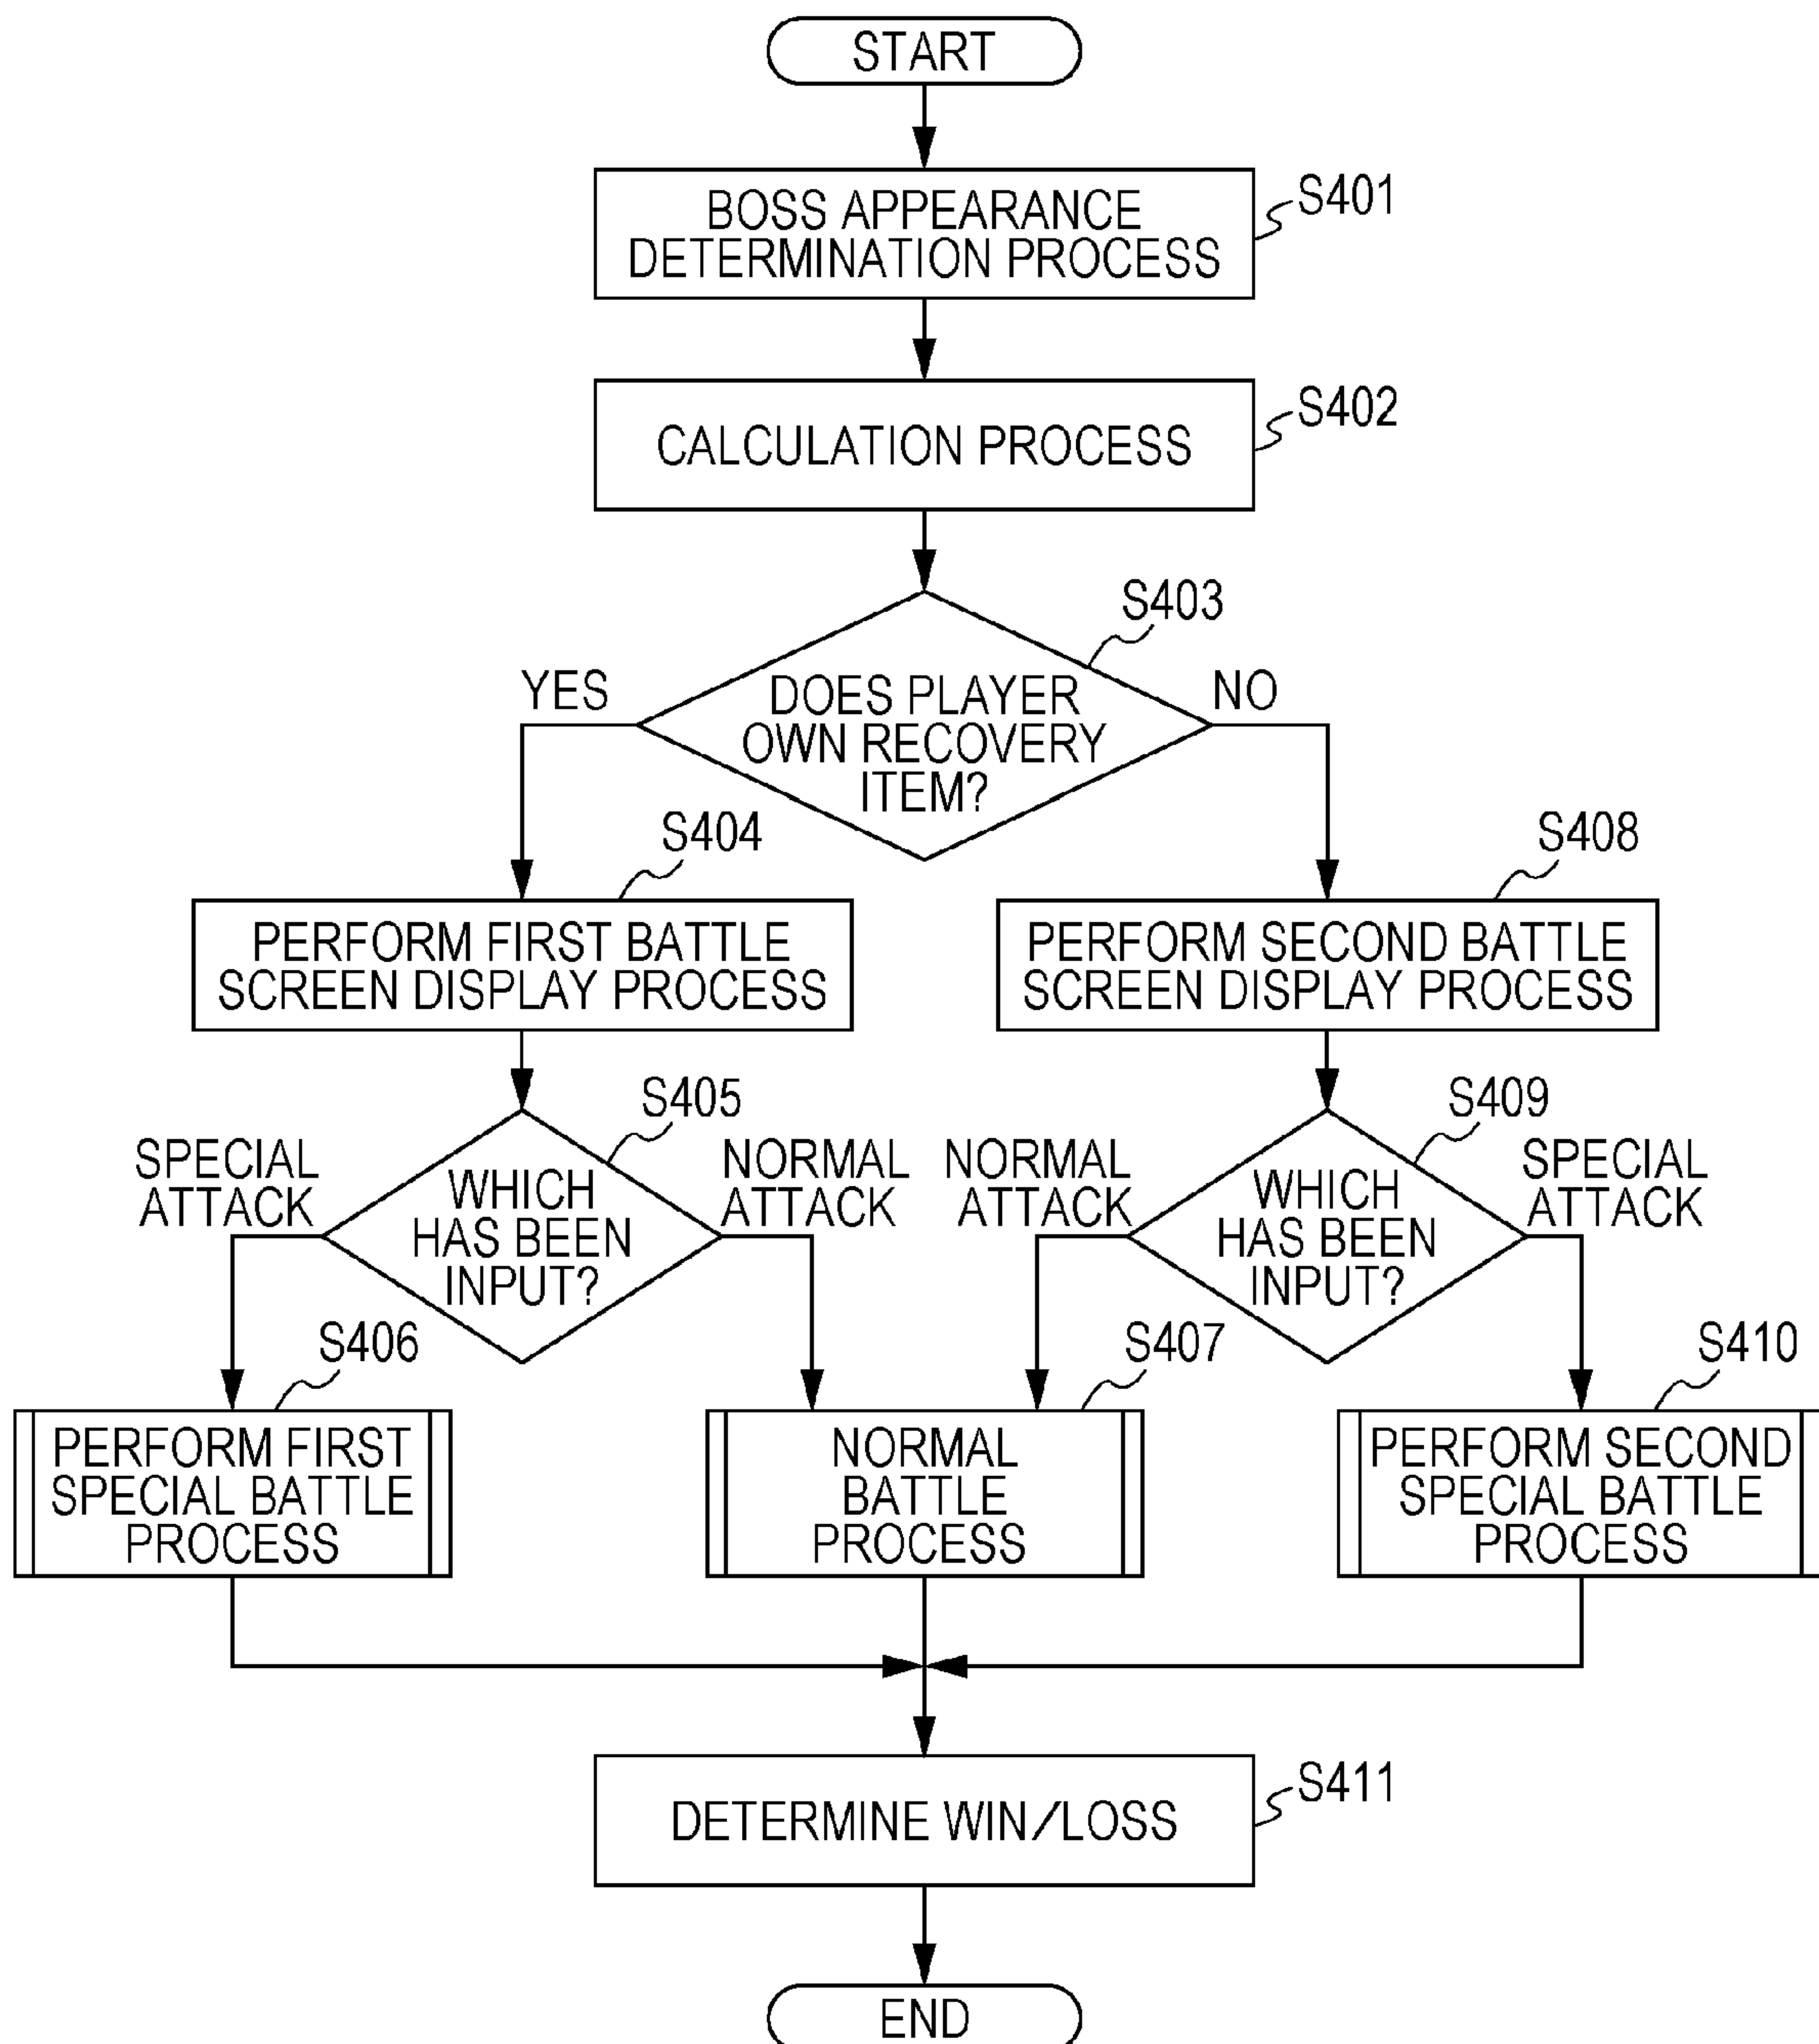 START
BOSS APPEARANCE
DETERMINATION PROCESS
S401
CALCULATION PROCESS
S402
S403
YES
DOES PLAYER
OWN RECOVERY
ITEM?
NO
S404
PERFORM FIRST BATTLE
SCREEN DISPLAY PROCESS
S408
PERFORM SECOND BATTLE
SCREEN DISPLAY PROCESS
S405
SPECIAL
ATTACK
WHICH
HAS BEEN
INPUT?
NORMAL
ATTACK
S409
NORMAL
ATTACK
WHICH
HAS BEEN
INPUT?
SPECIAL
ATTACK
S406
PERFORM FIRST
SPECIAL BATTLE
PROCESS
S407
NORMAL
BATTLE
PROCESS
S410
PERFORM SECOND
SPECIAL BATTLE
PROCESS
DETERMINE WIN/LOSS
S411
END